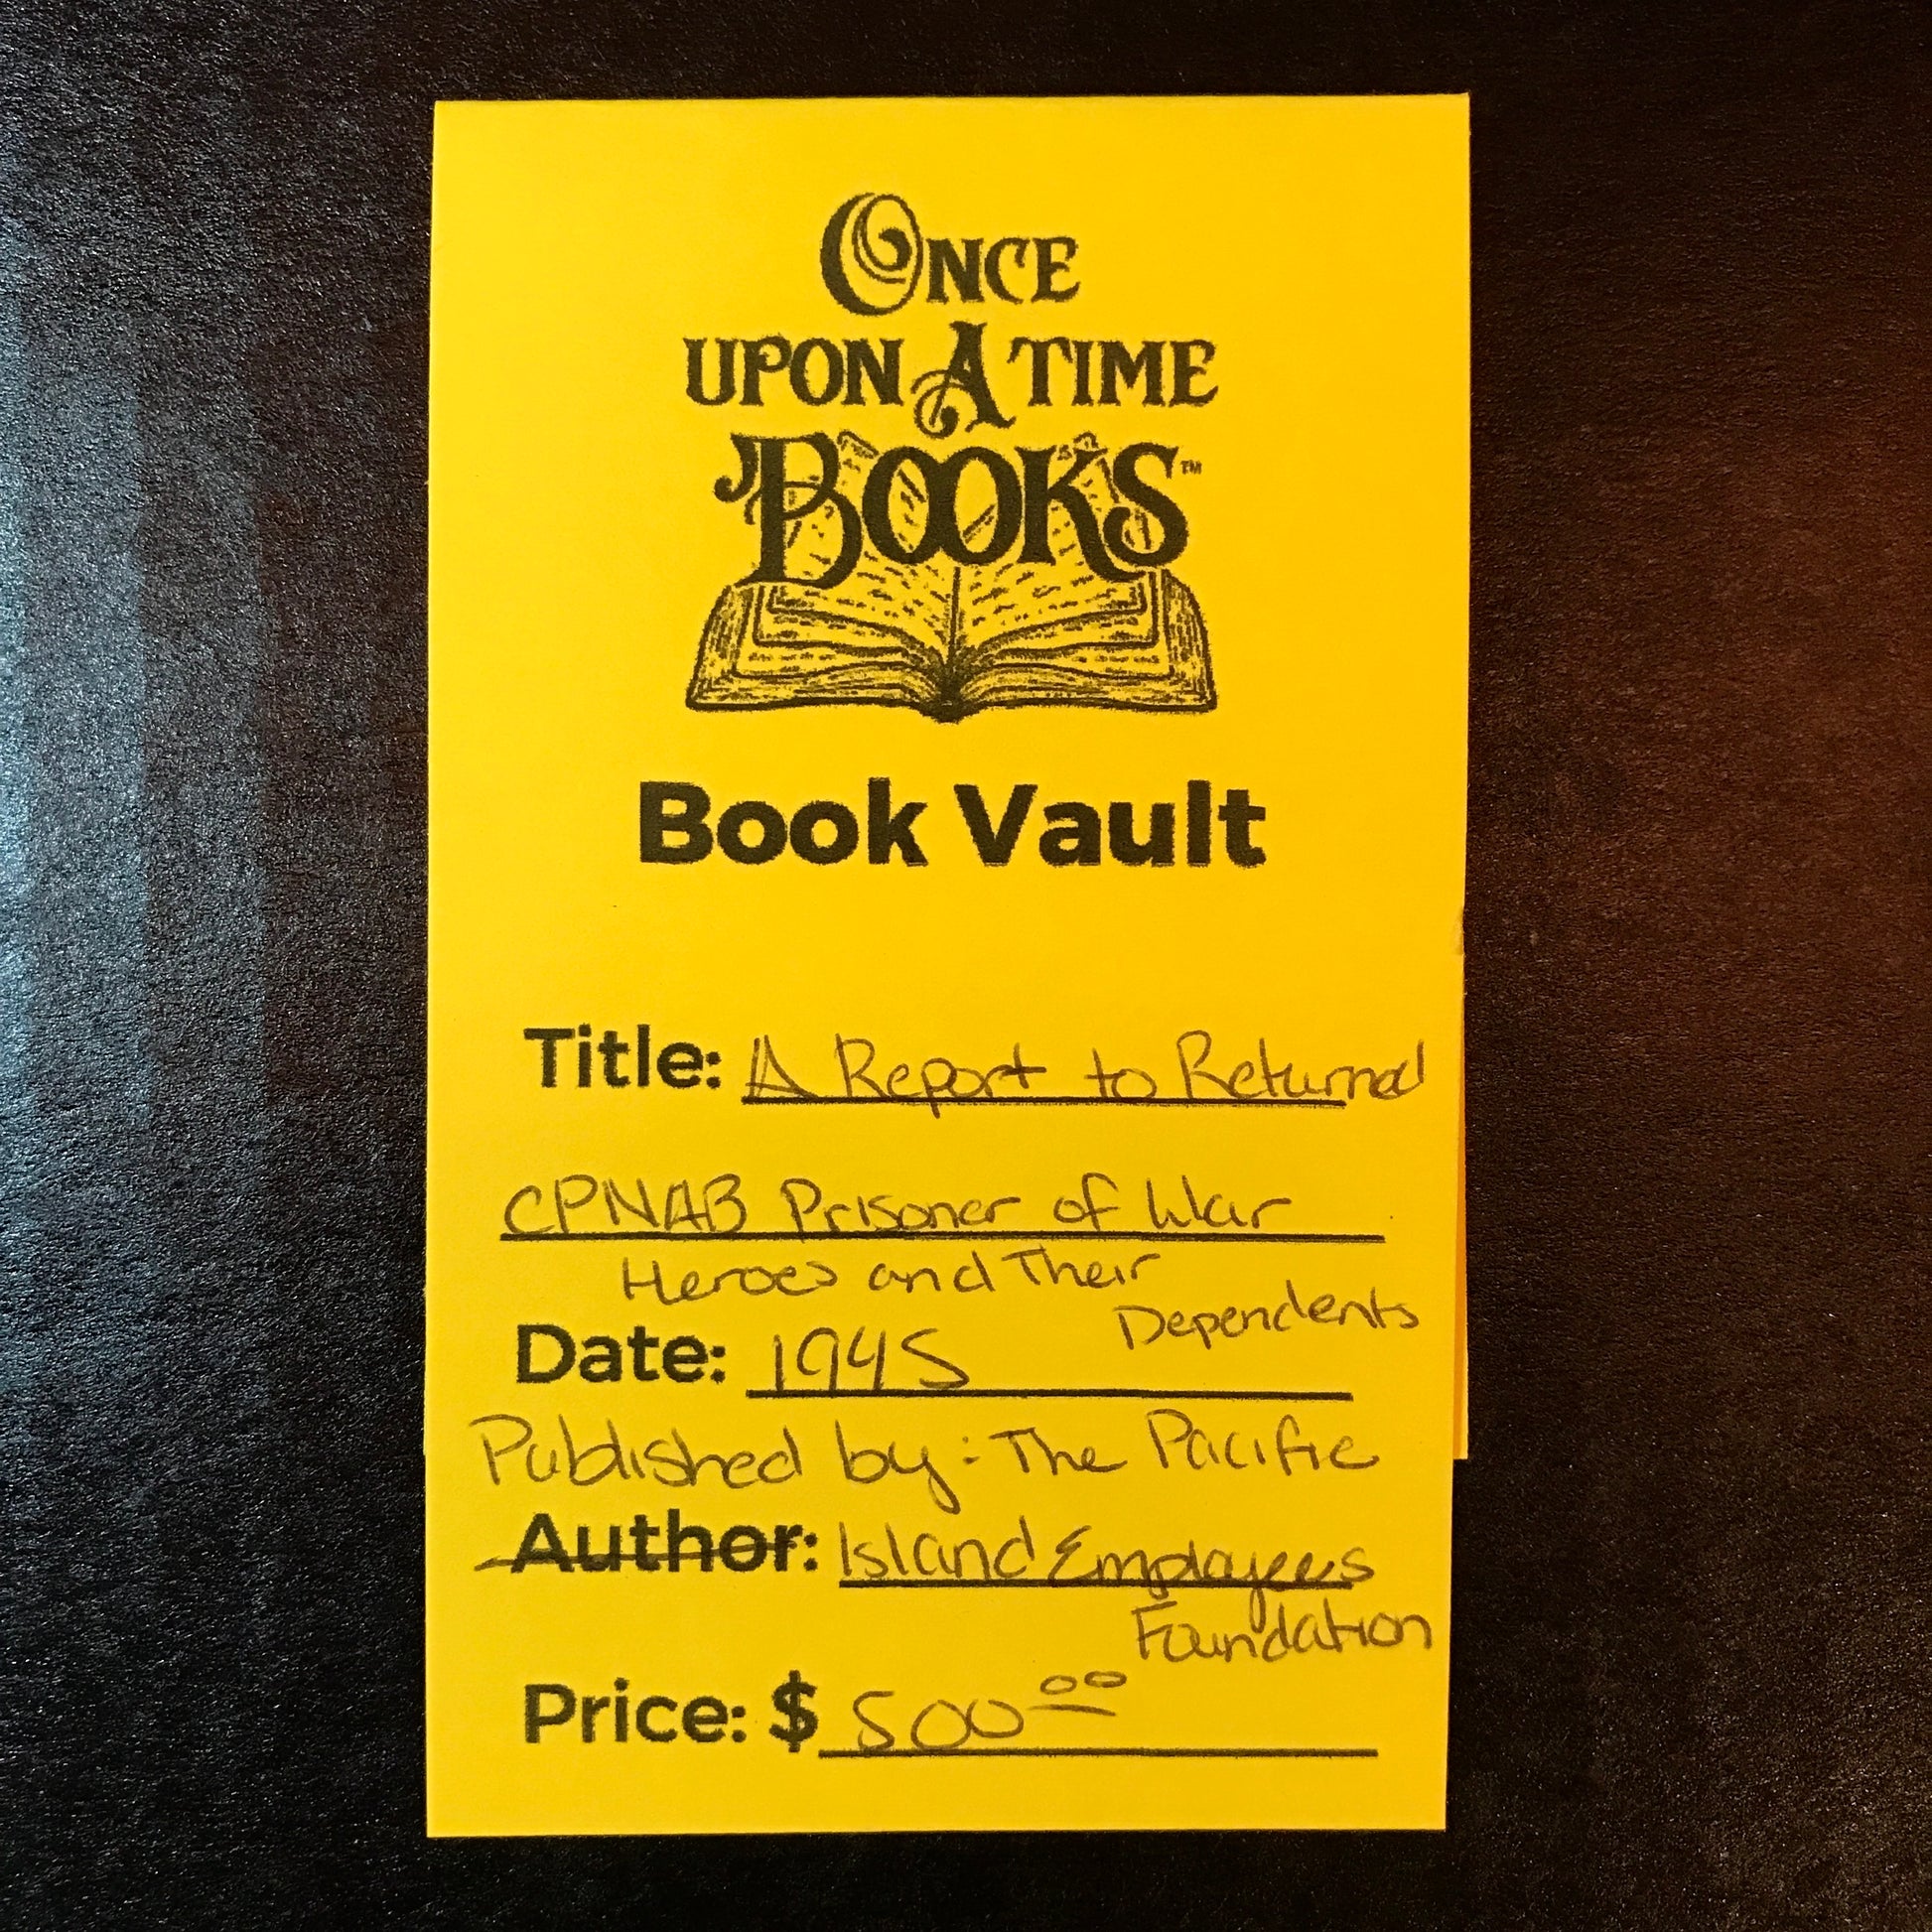 ONCE
UPON A TIME
BOOKS™
Book Vault
Title: A Report to Returned
CPNAB Prisoner of War
Heroes and Their
Dependents
Date: 1945
Published by: The Pacific
Author: Island Employees
Foundation
Price: $ 500.00